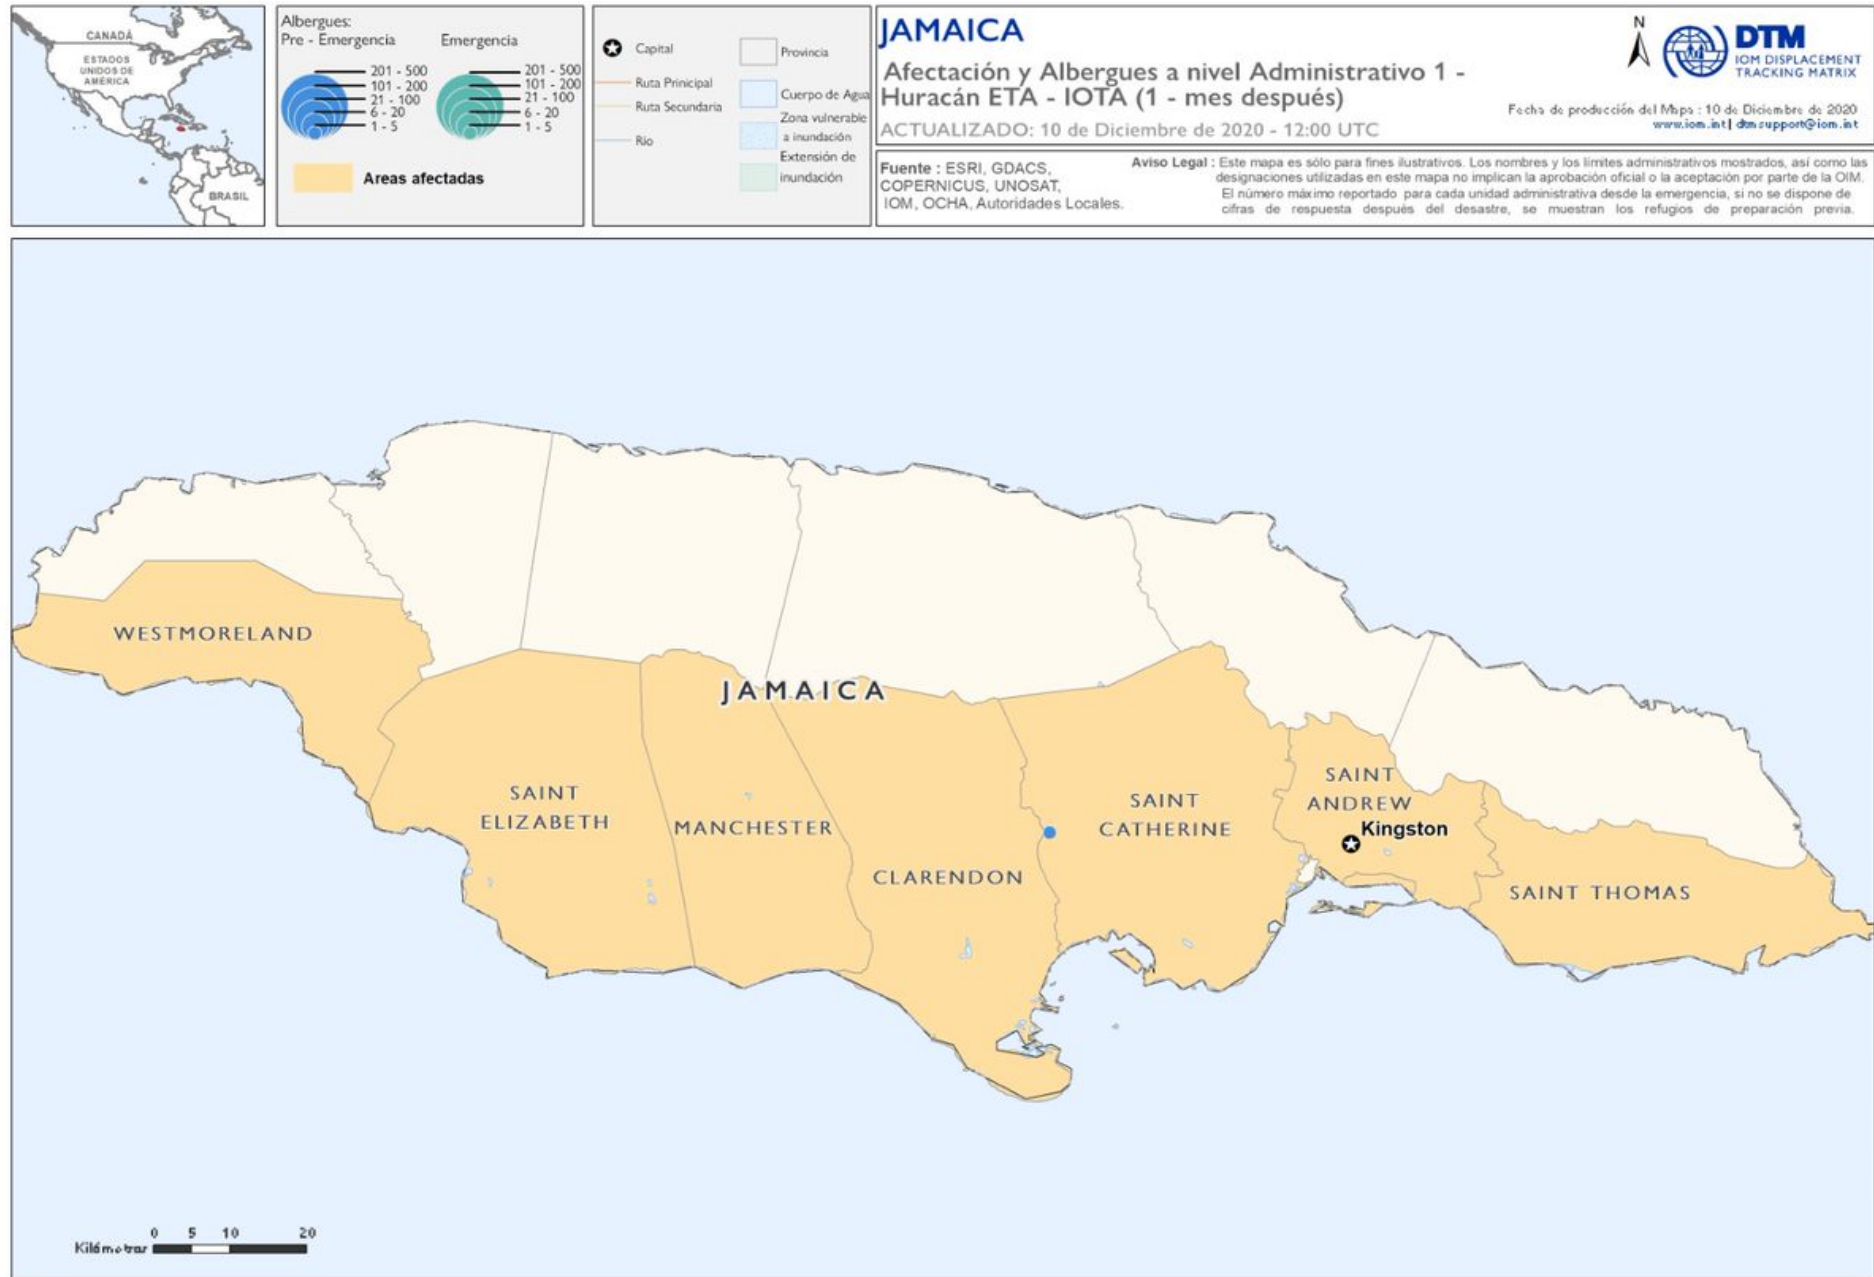 CANADÁ
ESTADOS
UNIDOS DE
AMÉRICA
BRASIL
Albergues:
Pre - Emergencia
Emergencia
201 - 500
101 - 200
21 - 100
6 - 20
1 - 5
201 - 500
101 - 200
21 - 100
6 - 20
1 - 5
Areas afectadas
Capital
Ruta Prinicipal
Ruta Secundaria
Río
Provincia
Cuerpo de Agua
Zona vulnerable
a inundación
Extensión de
inundación
JAMAICA
Afectación y Albergues a nivel Administrativo 1 -
Huracán ETA - IOTA (1 - mes después)
ACTUALIZADO: 10 de Diciembre de 2020 - 12:00 UTC
N
DTM
IOM DISPLACEMENT
TRACKING MATRIX
Fecha de producción del Mapa : 10 de Diciembre de 2020
www.iom.int| dtmsupport@iom.int
Fuente : ESRI, GDACS,
COPERNICUS, UNOSAT,
IOM, OCHA, Autoridades Locales.
Aviso Legal : Este mapa es sólo para fines ilustrativos. Los nombres y los límites administrativos mostrados, así como las
designaciones utilizadas en este mapa no implican la aprobación oficial o la aceptación por parte de la OIM.
El número máximo reportado para cada unidad administrativa desde la emergencia, si no se dispone de
cifras de respuesta después del desastre, se muestran los refugios de preparación previa.
WESTMORELAND
JAMAICA
SAINT
ELIZABETH
MANCHESTER
CLARENDON
SAINT
CATHERINE
SAINT
ANDREW
Kingston
SAINT THOMAS
0 5 10 20
Kilómetros